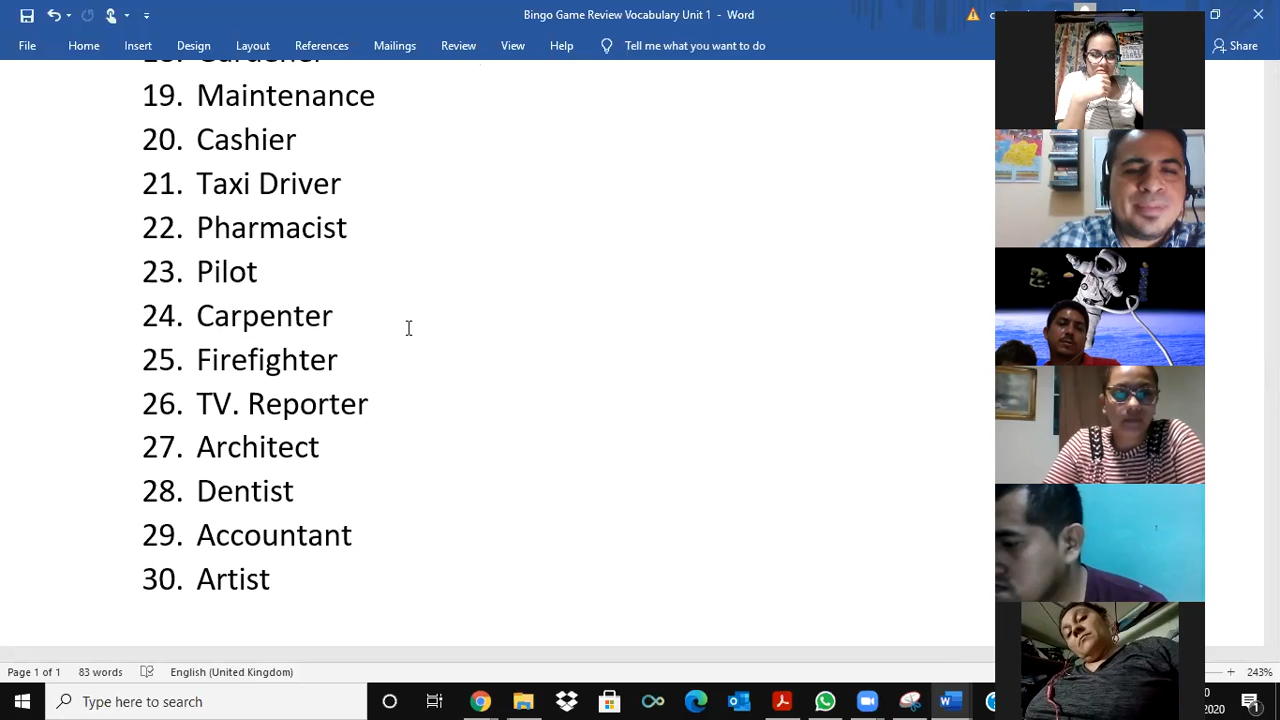 Bingo Game Review Vocabulary Unit 1 - Word
File Home Insert Design Layout References Mailings Review View Help Tell me what you want to do Share
18. Gardener
19. Maintenance
20. Cashier
21. Taxi Driver
22. Pharmacist
23. Pilot
24. Carpenter
25. Firefighter
26. TV. Reporter
27. Architect
28. Dentist
29. Accountant
30. Artist
Page 1 of 1 83 words English (United Kingdom) 243%
Type here to search
2020